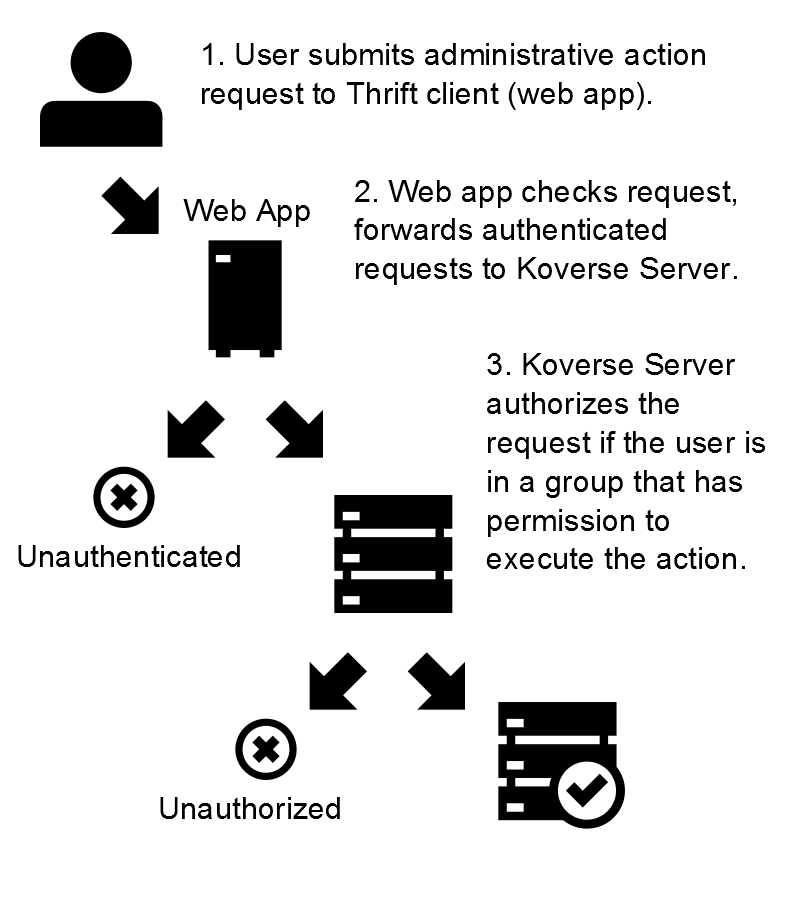 1. User submits administrative action
request to Thrift client (web app).
Web App
2. Web app checks request,
forwards authenticated
requests to Koverse Server.
3. Koverse Server
authorizes the
request if the user is
in a group that has
permission to
execute the action.
Unauthenticated
Unauthorized